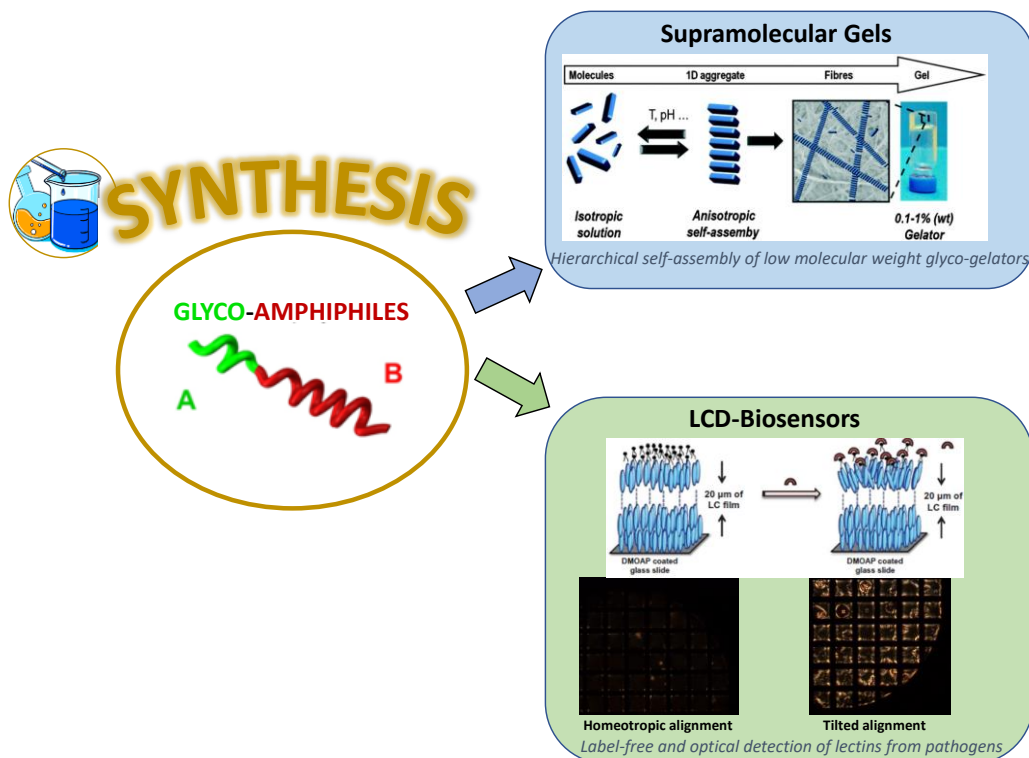 SYNTHESIS
GLYCO-AMPHIPHILES
A
B
Supramolecular Gels
Molecules 1D aggregate Fibres Gel
T, pH ...
Isotropic
solution
Anisotropic
self-assemby
0.1-1% (wt)
Gelator
Hierarchical self-assembly of low molecular weight glyco-gelators
LCD-Biosensors
20 µm of
LC film
DMOAP coated
glass slide
20 µm of
LC film
DMOAP coated
glass slide
Homeotropic alignment
Tilted alignment
Label-free and optical detection of lectins from pathogens